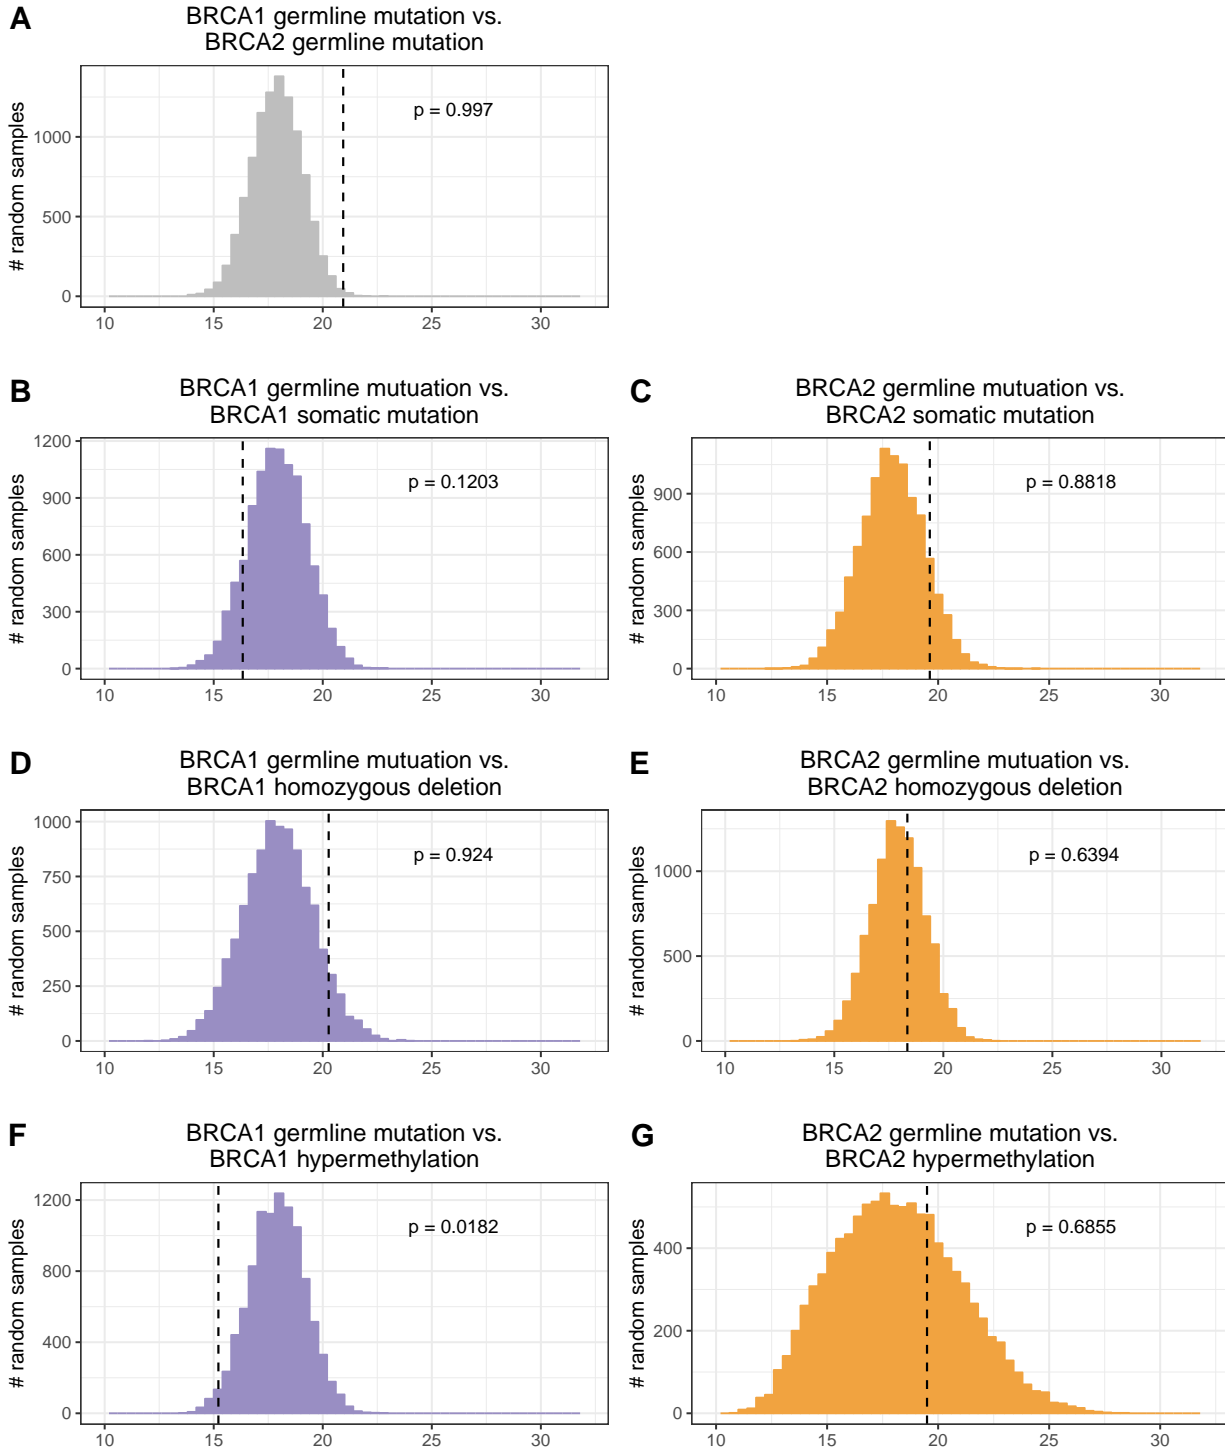 A
BRCA1 germline mutation vs.
BRCA2 germline mutation
# random samples
1000
500
0
p = 0.997
10 15 20 25 30
B
BRCA1 germline mutuation vs.
BRCA1 somatic mutation
# random samples
1200
900
600
300
0
p = 0.1203
10 15 20 25 30
C
BRCA2 germline mutuation vs.
BRCA2 somatic mutation
# random samples
900
600
300
0
p = 0.8818
10 15 20 25 30
D
BRCA1 germline mutuation vs.
BRCA1 homozygous deletion
# random samples
1000
750
500
250
0
p = 0.924
10 15 20 25 30
E
BRCA2 germline mutuation vs.
BRCA2 homozygous deletion
# random samples
1000
500
0
p = 0.6394
10 15 20 25 30
F
BRCA1 germline mutation vs.
BRCA1 hypermethylation
# random samples
1200
800
400
0
p = 0.0182
10 15 20 25 30
G
BRCA2 germline mutation vs.
BRCA2 hypermethylation
# random samples
400
200
0
p = 0.6855
10 15 20 25 30